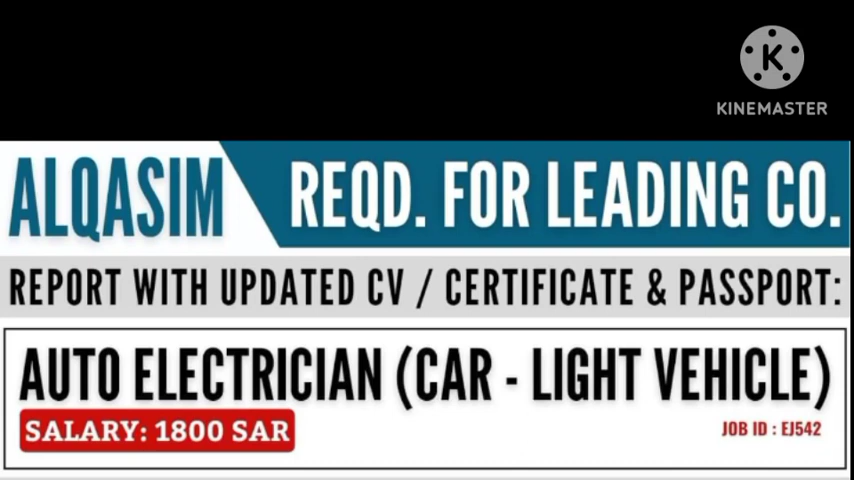 KINEMASTER
ALQASIM REQD. FOR LEADING CO.
REPORT WITH UPDATED CV / CERTIFICATE & PASSPORT:
AUTO ELECTRICIAN (CAR - LIGHT VEHICLE)
SALARY: 1800 SAR JOB ID : EJ542